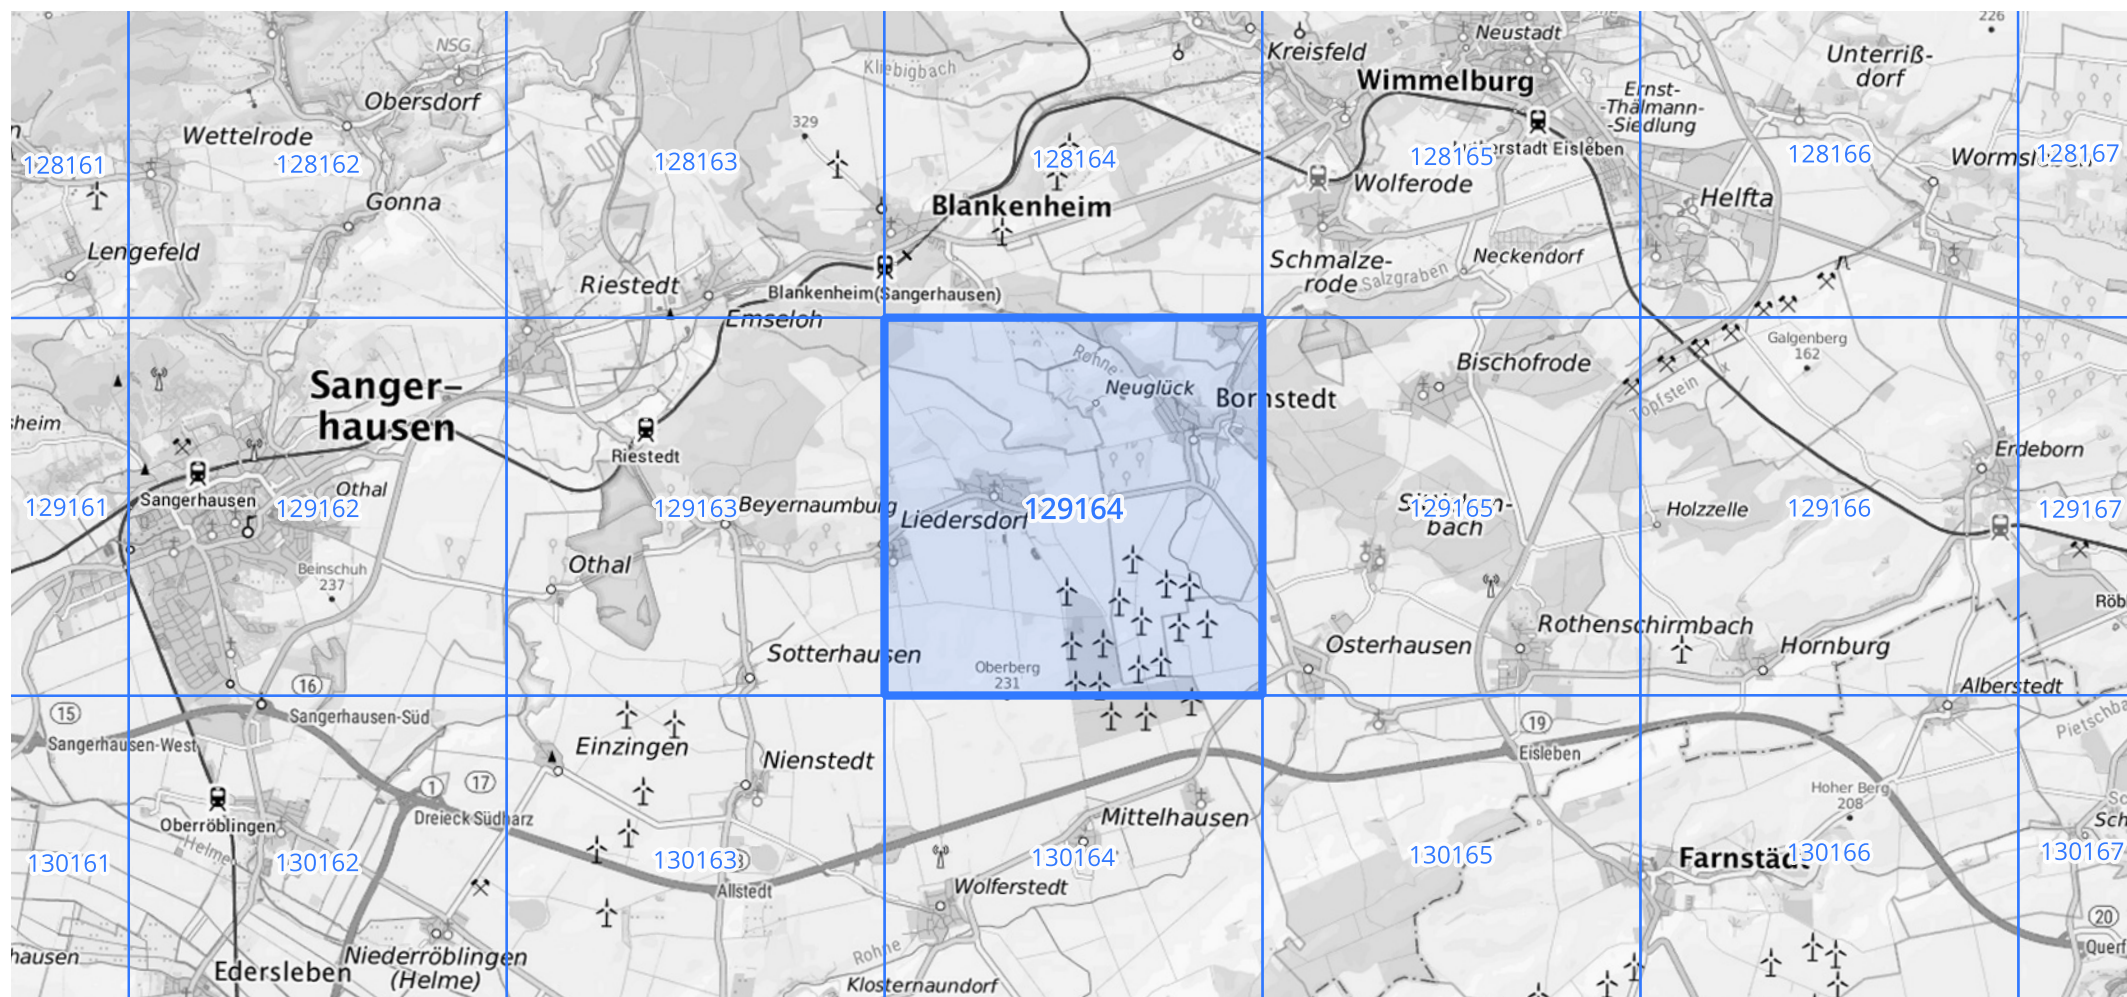 226
NSG
Kliebigbach
Kreisfeld
Neustadt
Unterriß-
dorf
Obersdorf
Wimmelburg
Ernst-
-Thälmann-
-Siedlung
Wettelrode
329
128161
128162
128163
128164
128165
128166
128167
Eisleben
Wolferode
Gonna
Blankenheim
Helfta
Lengefeld
Riestedt
Schmalze-
rode
Salzgraben
Neckendorf
Blankenheim(Sangerhausen)
Emseloh
Galgenberg
162
Rohne
Neuglück
Bischofrode
Sanger-
hausen
Bornstedt
Topfstein
sheim
Riestedt
Erdeborn
Sangerhausen
Othal
129161
129162
129163
Beyernaumburg
Liedersdorf
129164
129165
bach
Holzzelle
129166
129167
Beinschuh
237
Othal
Röb
Rothenschirmbach
Osterhausen
Hornburg
Sotterhausen
Oberberg
231
Alberstedt
16
15
Sangerhausen-Süd
Sangerhausen-West
Einzingen
Nienstedt
19
Eisleben
Pietschba
1
17
Dreieck Südharz
Oberröblingen
Helme
Mittelhausen
Hoher Berg
208
Sch
130161
130162
130163
130164
130165
Farnstädt
130166
130167
Allstedt
Wolferstedt
20
Querf
hausen
Edersleben
Niederröblingen
(Helme)
Rohne
Klosternaundorf